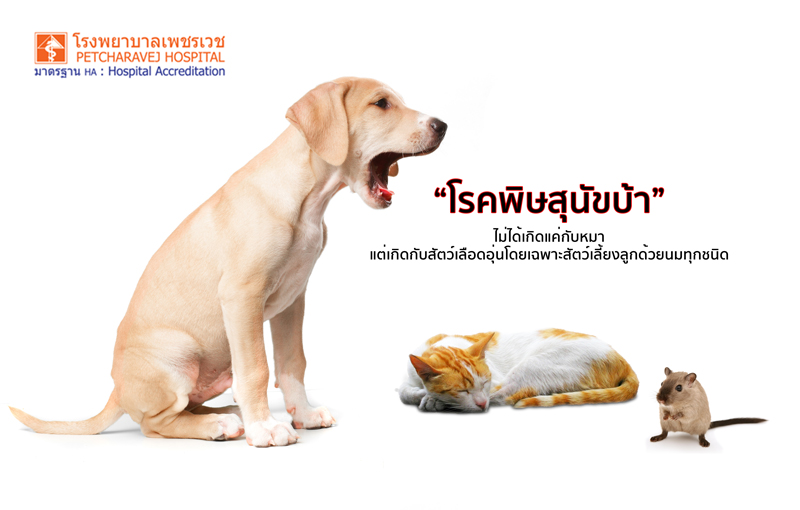 โรงพยาบาลเพชรเวช
PETCHARAVEJ HOSPITAL
มาตรฐาน HA : Hospital Accreditation
“โรคพิษสุนัขบ้า”
ไม่ได้เกิดแค่กับหมา
แต่เกิดกับสัตว์เลือดอุ่นโดยเฉพาะสัตว์เลี้ยงลูกด้วยนมทุกชนิด